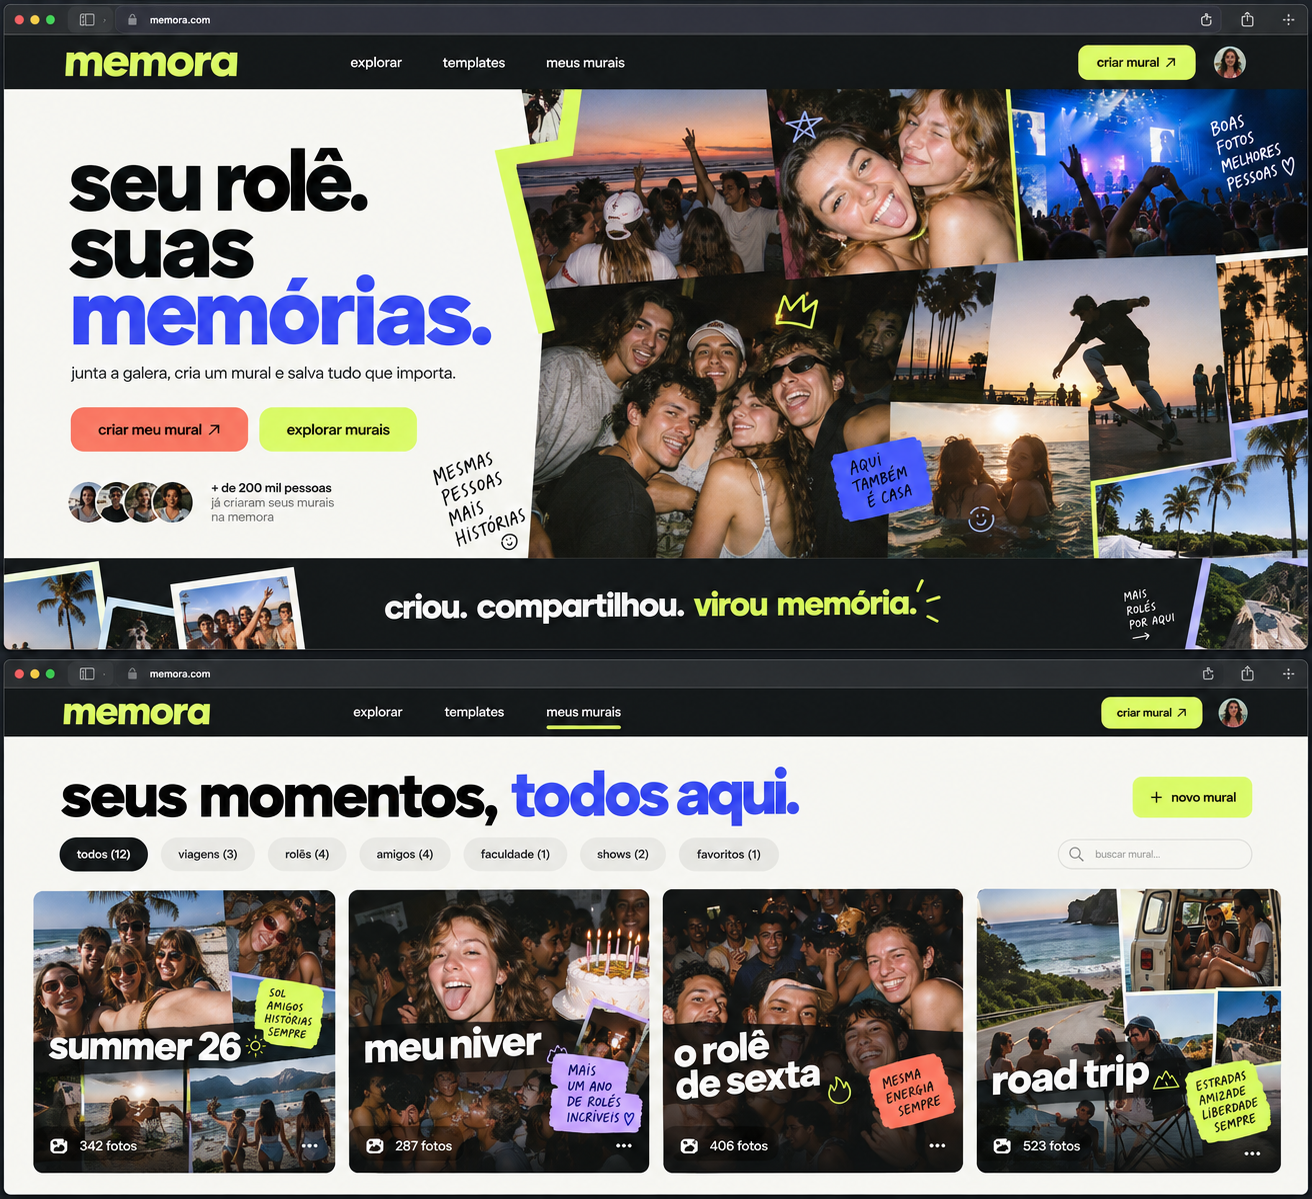 memora.com
memora
explorar
templates
meus murais
criar mural
seu rolê.
suas
memórias.
junta a galera, cria um mural e salva tudo que importa.
criar meu mural
explorar murais
+ de 200 mil pessoas
já criaram seus murais
na memora
MESMAS
PESSOAS
MAIS
HISTÓRIAS
BOAS
FOTOS
MELHORES
PESSOAS
AQUI
TAMBÉM
É CASA
criou. compartilhou. virou memória.
MAIS
ROLÉS
POR AQUI
memora.com
memora
explorar
templates
meus murais
criar mural
seus momentos, todos aqui.
+ novo mural
todos (12)
viagens (3)
rolês (4)
amigos (4)
faculdade (1)
shows (2)
favoritos (1)
buscar mural...
SOL
AMIGOS
HISTÓRIAS
SEMPRE
summer 26
342 fotos
meu niver
MAIS
UM ANO
DE ROLÉS
INCRÍVEIS
287 fotos
o rolê
de sexta
MESMA
ENERGIA
SEMPRE
406 fotos
road trip
ESTRADAS
AMIZADE
LIBERDADE
SEMPRE
523 fotos